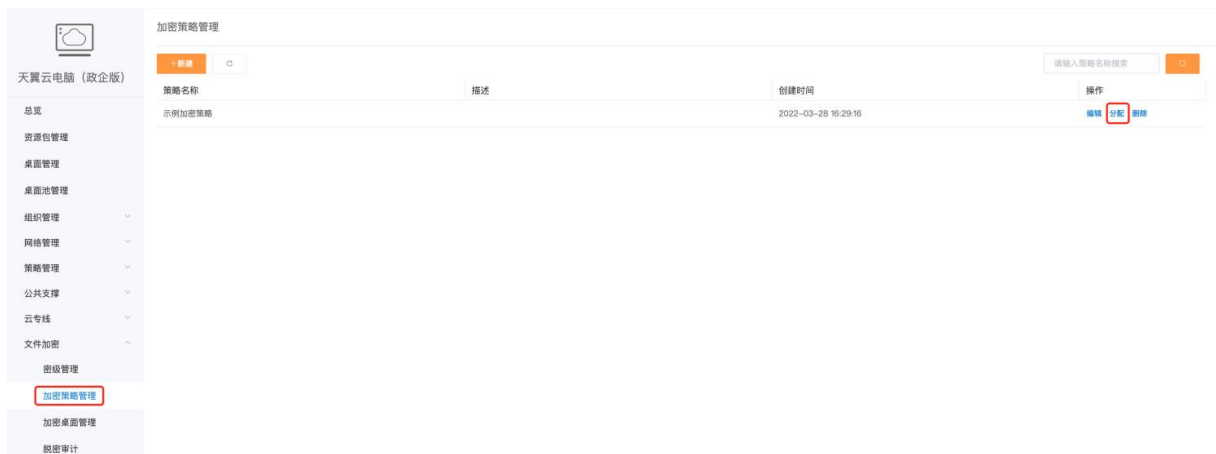 天翼云电脑（政企版）
总览
资源包管理
桌面管理
桌面池管理
组织管理
网络管理
策略管理
公共支撑
云专线
文件加密
密级管理
加密策略管理
加密桌面管理
脱密审计
加密策略管理
+新建
请输入策略名称搜索
策略名称 描述 创建时间 操作
示例加密策略 2022-03-28 16:29:16 编辑 分配 删除